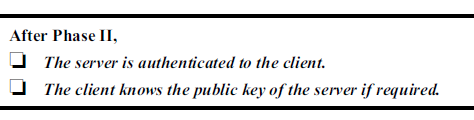 After Phase II,
❏ The server is authenticated to the client.
❏ The client knows the public key of the server if required.